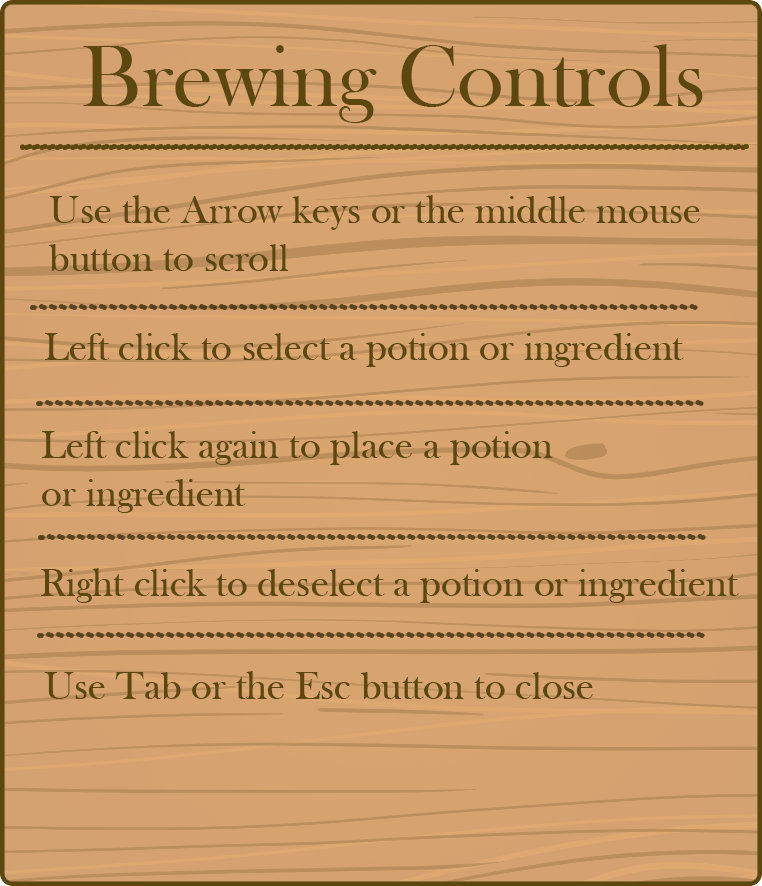 Brewing Controls
Use the Arrow keys or the middle mouse
button to scroll
Left click to select a potion or ingredient
Left click again to place a potion
or ingredient
Right click to deselect a potion or ingredient
Use Tab or the Esc button to close